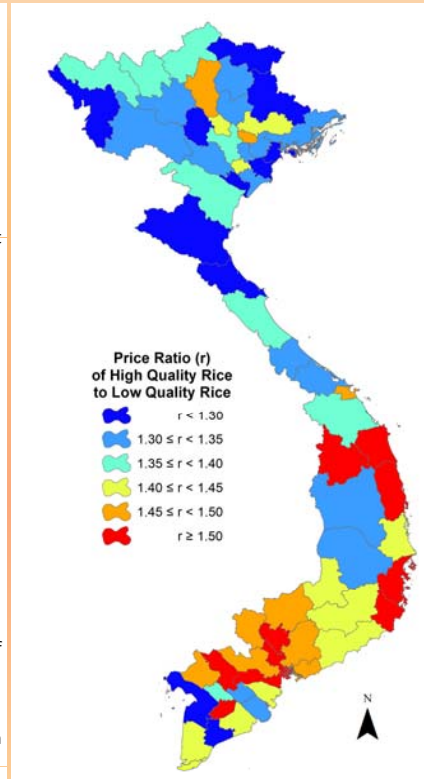 Price Ratio (r)
of High Quality Rice
to Low Quality Rice
r < 1.30
1.30 ≤ r < 1.35
1.35 ≤ r < 1.40
1.40 ≤ r < 1.45
1.45 ≤ r < 1.50
r ≥ 1.50
N